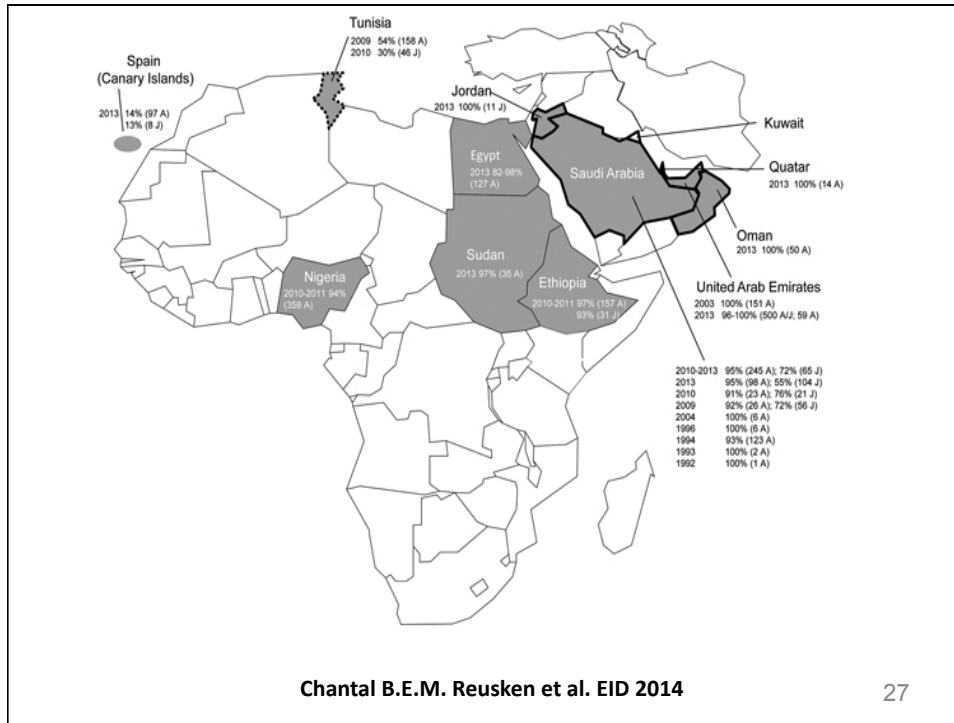 Tunisia
2009 54% (158 A)
2010 30% (46 J)
Spain
(Canary Islands)
2013 14% (97 A)
13% (8 J)
Jordan
2013 100% (11 J)
Kuwait
Egypt
2013 82-98%
(127 A)
Saudi Arabia
Quatar
2013 100% (14 A)
Oman
2013 100% (50 A)
Sudan
2013 97% (35 A)
Nigeria
2010-2011 94%
(358 A)
Ethiopia
2010-2011 97% (157 A)
93% (31 J)
United Arab Emirates
2003 100% (151 A)
2013 96-100% (500 A/J; 59 A)
2010-2013 95% (245 A); 72% (65 J)
2013 95% (98 A); 55% (104 J)
2010 91% (23 A); 76% (21 J)
2009 92% (26 A); 72% (56 J)
2004 100% (6 A)
1996 100% (6 A)
1994 93% (123 A)
1993 100% (2 A)
1992 100% (1 A)
Chantal B.E.M. Reusken et al. EID 2014
27